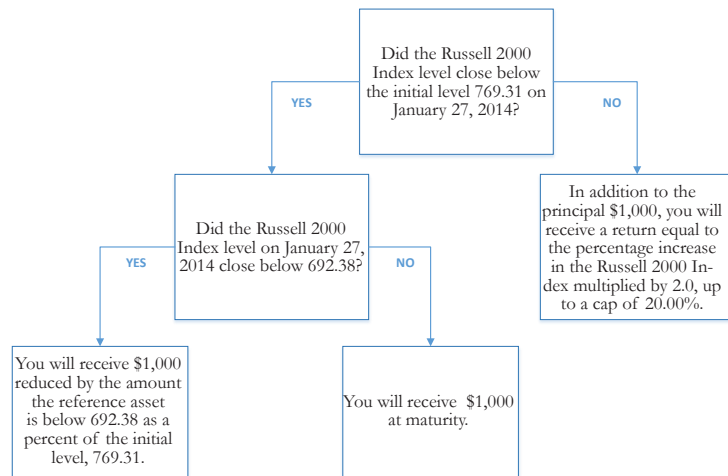 Did the Russell 2000
Index level close below
the initial level 769.31 on
January 27, 2014?
YES
NO
Did the Russell 2000
Index level on January 27,
2014 close below 692.38?
In addition to the
principal $1,000, you will
receive a return equal to
the percentage increase
in the Russell 2000 In-
dex multiplied by 2.0, up
to a cap of 20.00%.
YES
NO
You will receive $1,000
reduced by the amount
the reference asset
is below 692.38 as a
percent of the initial
level, 769.31.
You will receive $1,000
at maturity.